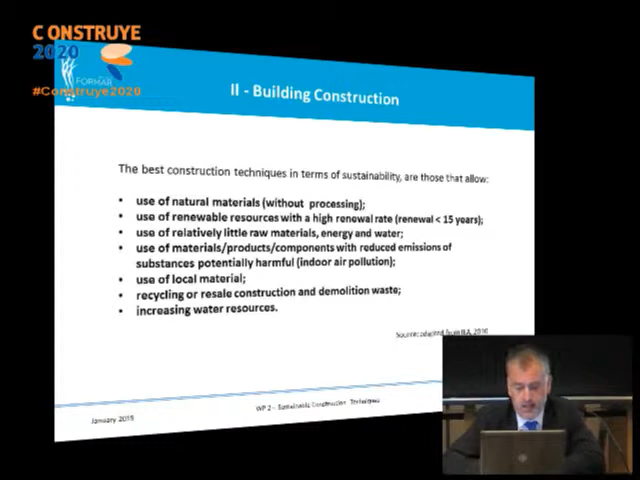 CONSTRUYE
2020
FORMAR
#Construye2020
II - Building Construction
The best construction techniques in terms of sustainability, are those that allow:
• use of natural materials (without processing);
• use of renewable resources with a high renewal rate (renewal < 15 years);
• use of relatively little raw materials, energy and water;
• use of materials/products/components with reduced emissions of
substances potentially harmful (indoor air pollution);
• use of local material;
• recycling or resale construction and demolition waste;
• increasing water resources.
Source: adapted from
January 2015
WP 2 – Sustainable Construction Techniques